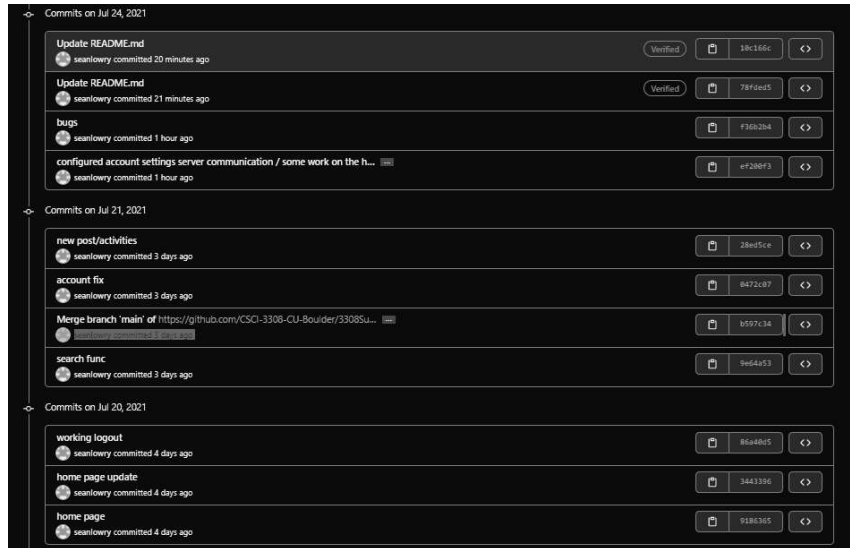 Commits on Jul 24, 2021
Update README.md
seanlowry committed 20 minutes ago
Verified
10c166c
Update README.md
seanlowry committed 21 minutes ago
Verified
78fded5
bugs
seanlowry committed 1 hour ago
f36b2b4
configured account settings server communication / some work on the h...
seanlowry committed 1 hour ago
ef200f3
Commits on Jul 21, 2021
new post/activities
seanlowry committed 3 days ago
28ed5ce
account fix
seanlowry committed 3 days ago
0472c07
Merge branch 'main' of https://github.com/CSCI-3308-CU-Boulder/3308Su...
seanlowry committed 3 days ago
b597c34
search func
seanlowry committed 3 days ago
9e64a53
Commits on Jul 20, 2021
working logout
seanlowry committed 4 days ago
86a40d5
home page update
seanlowry committed 4 days ago
3443396
home page
seanlowry committed 4 days ago
9186365